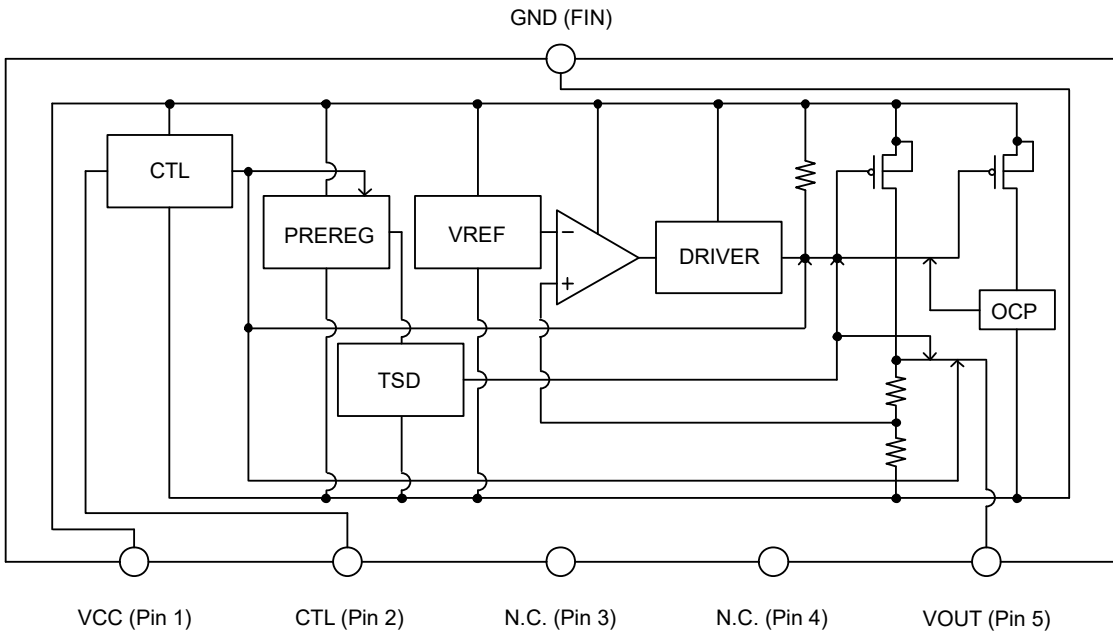 GND (FIN)
CTL
PREREG
VREF
−
+
DRIVER
OCP
TSD
VCC (Pin 1)
CTL (Pin 2)
N.C. (Pin 3)
N.C. (Pin 4)
VOUT (Pin 5)